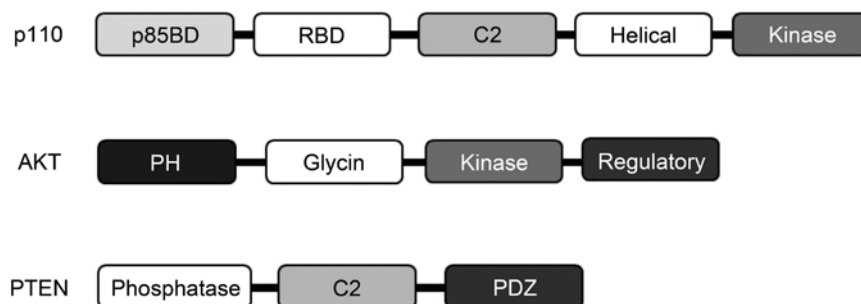 p110 p85BD RBD C2 Helical Kinase
AKT PH Glycin Kinase Regulatory
PTEN Phosphatase C2 PDZ